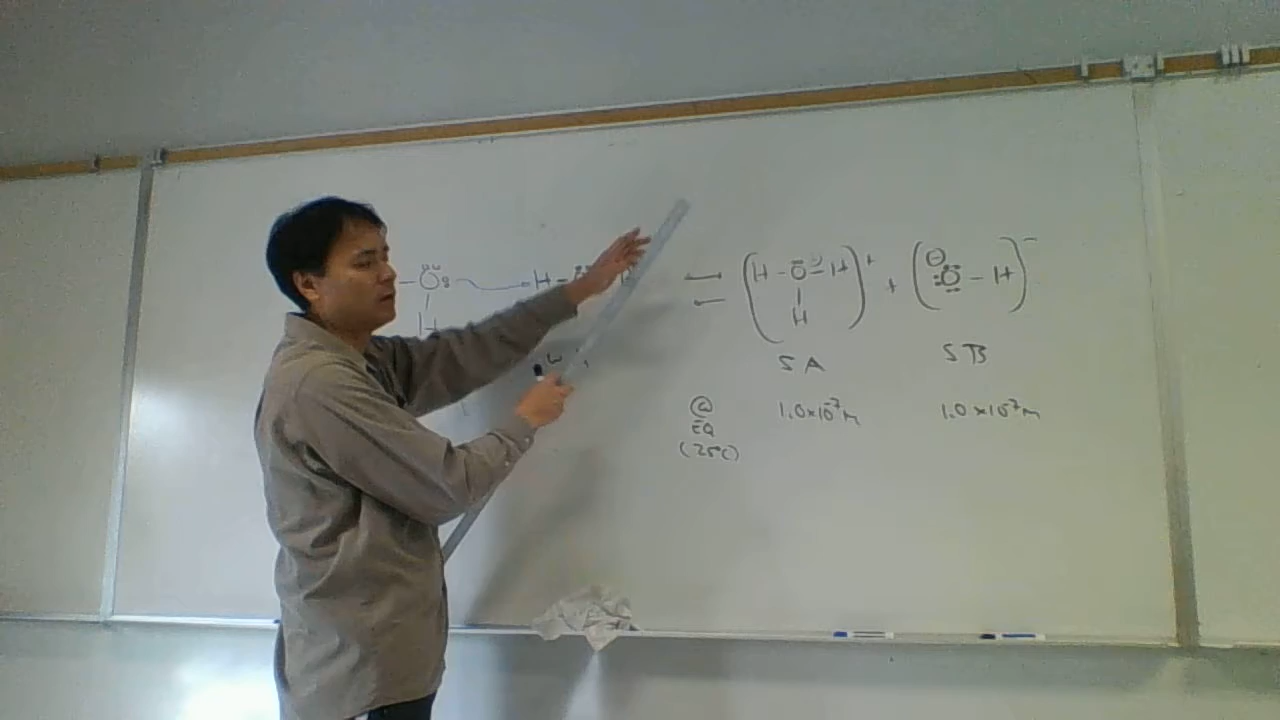 –O: H–O H ⇌ (H–O–H)⁺ + (⊖:O–H)⁻
H H
SA SB
@ 1.0×10⁻⁷M 1.0×10⁻⁷M
EQ
(25C)